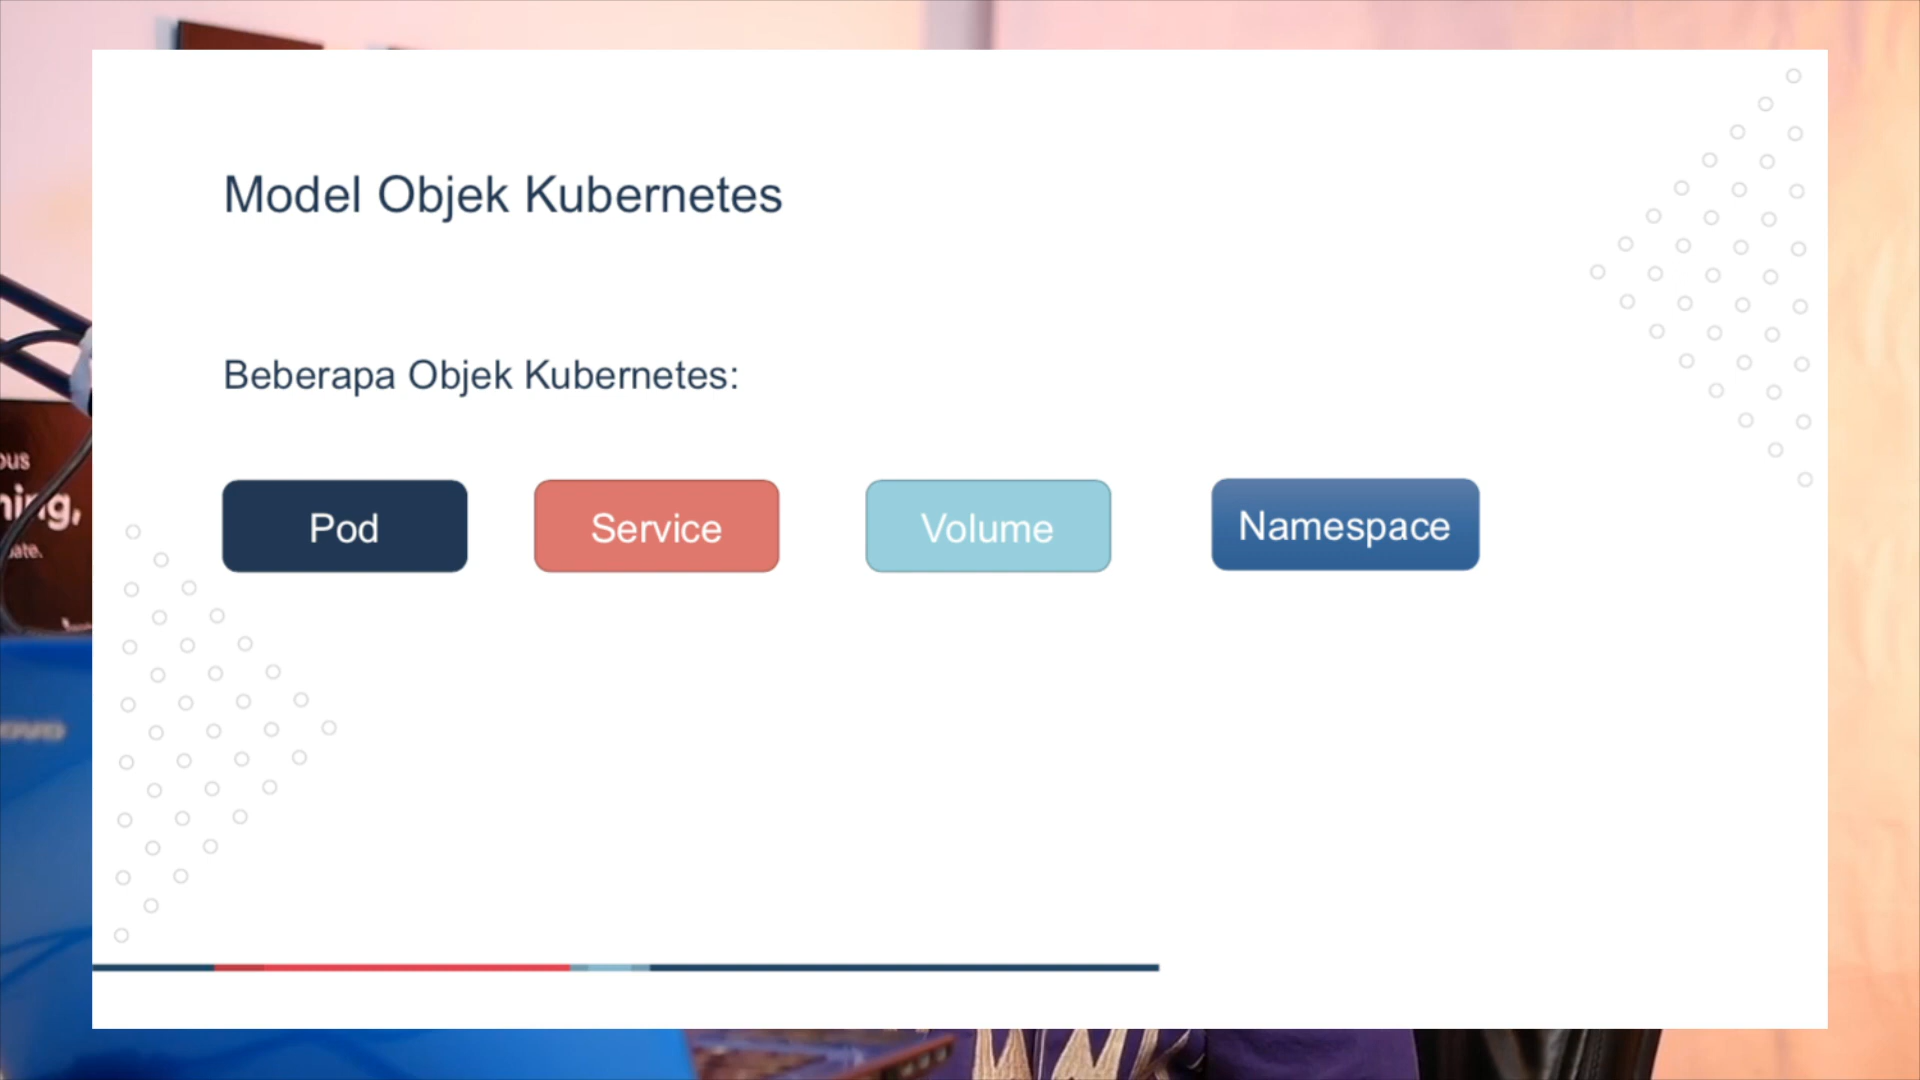 Model Objek Kubernetes
Beberapa Objek Kubernetes:
Pod
Service
Volume
Namespace